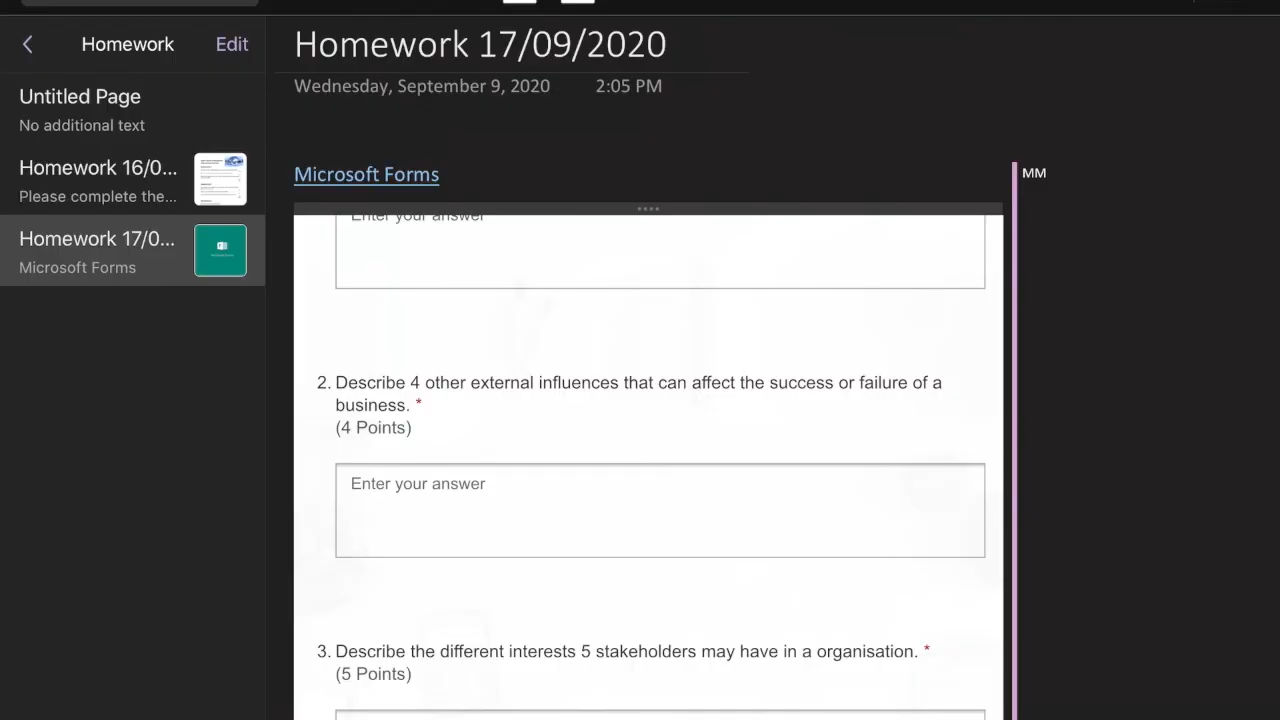 Homework
Edit
Untitled Page
No additional text
Homework 16/0...
Please complete the...
Homework 17/0...
Microsoft Forms
Homework 17/09/2020
Wednesday, September 9, 2020 2:05 PM
Microsoft Forms
MM
Enter your answer
2. Describe 4 other external influences that can affect the success or failure of a
business. *
(4 Points)
Enter your answer
3. Describe the different interests 5 stakeholders may have in a organisation. *
(5 Points)